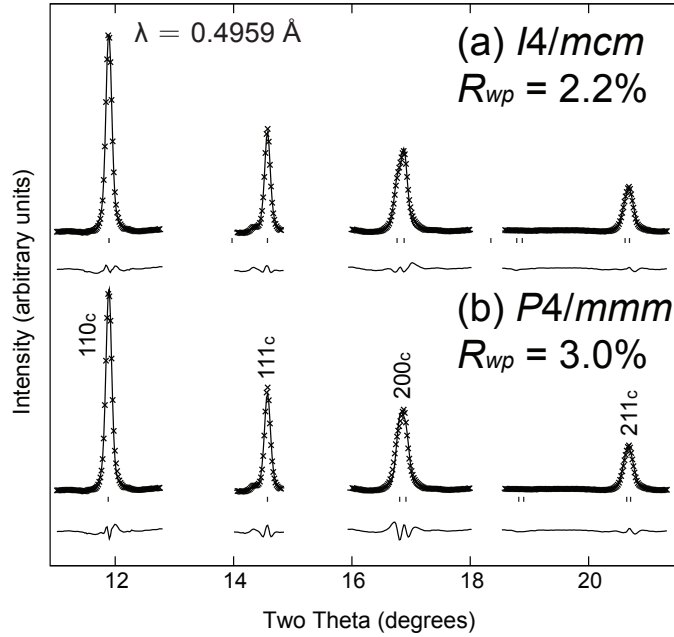 λ = 0.4959 Å
(a) I4/mcm
Rwp = 2.2%
Intensity (arbitrary units)
(b) P4/mmm
Rwp = 3.0%
110c
111c
200c
211c
12 14 16 18 20
Two Theta (degrees)